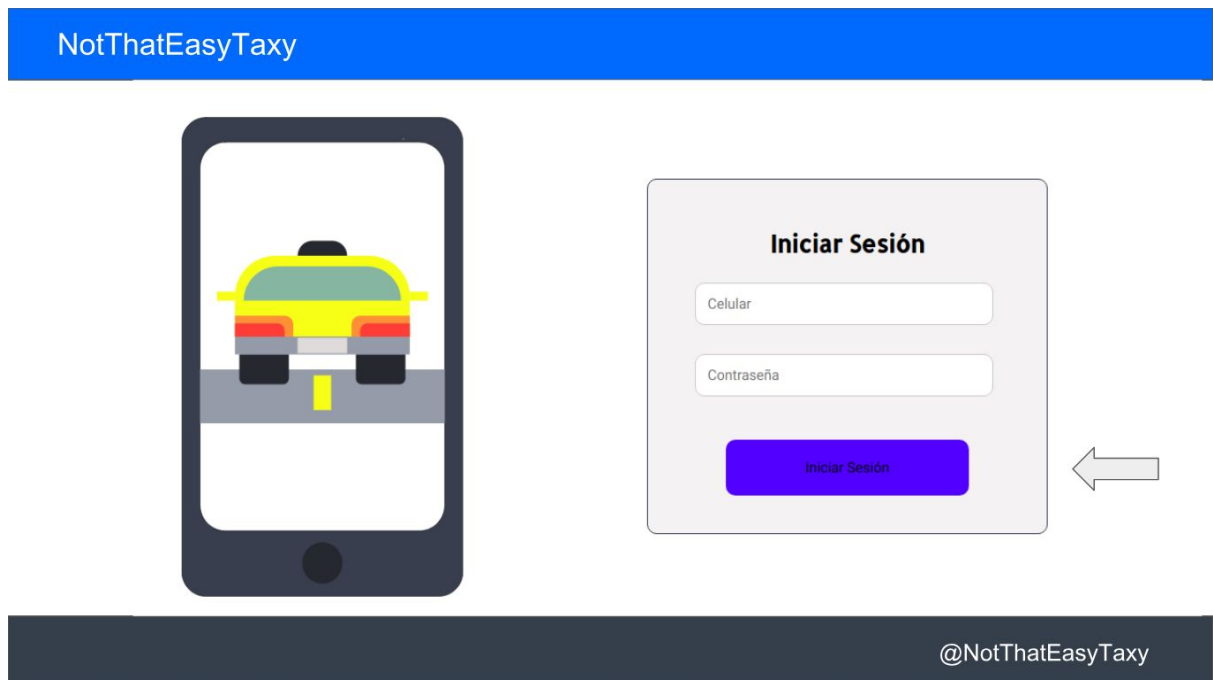 NotThatEasyTaxy
Iniciar Sesión
Celular
Contraseña
Iniciar Sesión
@NotThatEasyTaxy